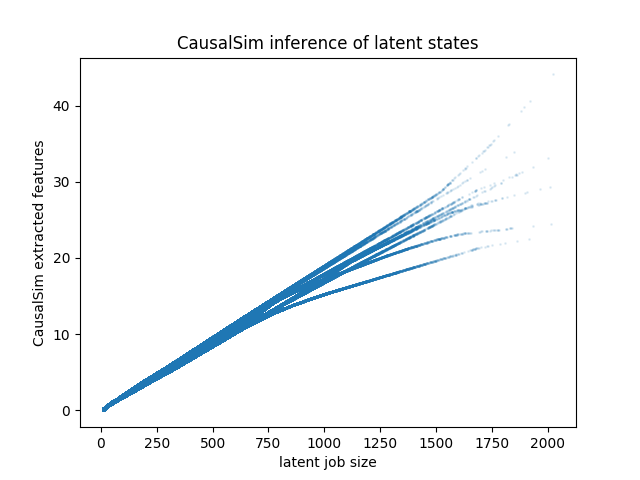 CausalSim inference of latent states
CausalSim extracted features
40
30
20
10
0
0 250 500 750 1000 1250 1500 1750 2000
latent job size